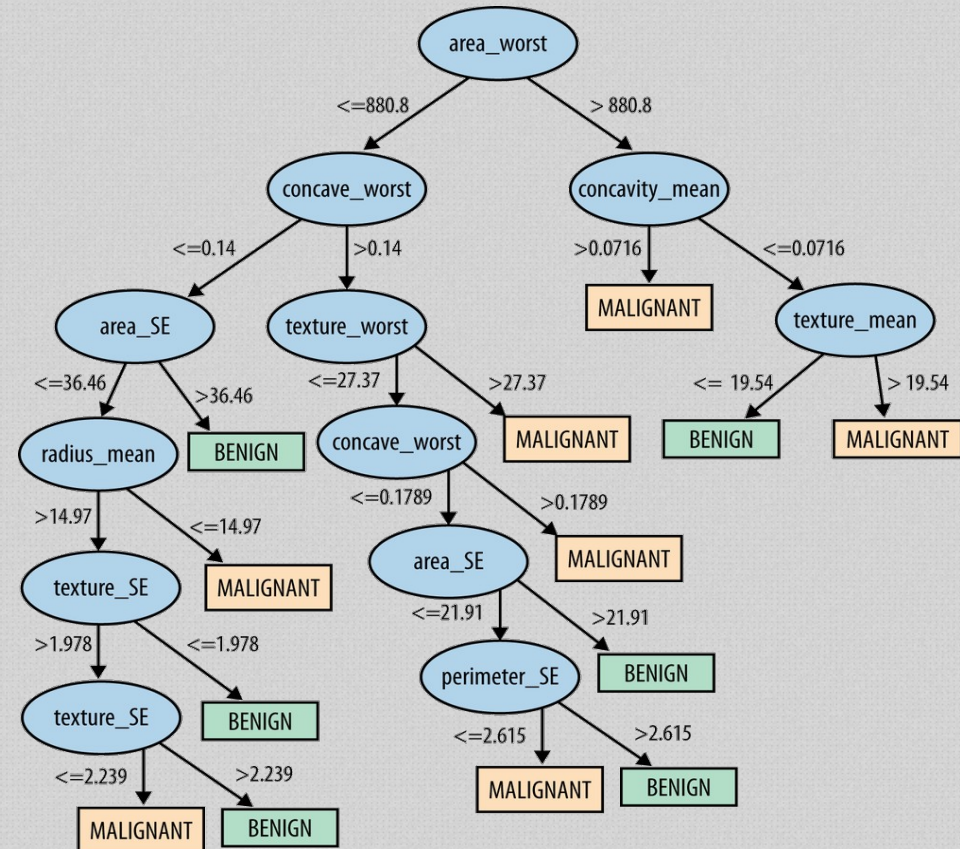 area_worst
<=880.8
> 880.8
concave_worst
concavity_mean
<=0.14
>0.14
>0.0716
<=0.0716
area_SE
texture_worst
MALIGNANT
texture_mean
<=36.46
>36.46
<=27.37
>27.37
<= 19.54
> 19.54
radius_mean
BENIGN
concave_worst
MALIGNANT
BENIGN
MALIGNANT
>14.97
<=14.97
<=0.1789
>0.1789
texture_SE
MALIGNANT
area_SE
MALIGNANT
>1.978
<=1.978
<=21.91
>21.91
texture_SE
BENIGN
perimeter_SE
BENIGN
<=2.239
>2.239
<=2.615
>2.615
MALIGNANT
BENIGN
MALIGNANT
BENIGN